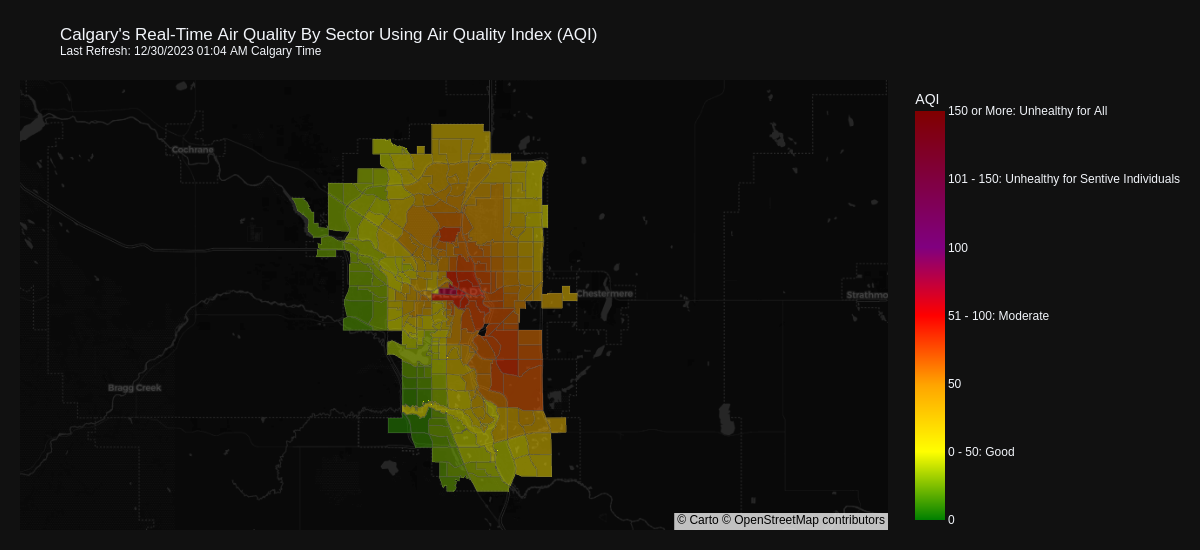 Calgary's Real-Time Air Quality By Sector Using Air Quality Index (AQI)
Last Refresh: 12/30/2023 01:04 AM Calgary Time
AQI
150 or More: Unhealthy for All
Cochrane
101 - 150: Unhealthy for Sentive Individuals
100
CALGARY
Chestermere
Strathmo
51 - 100: Moderate
Bragg Creek
50
0 - 50: Good
0
© Carto © OpenStreetMap contributors